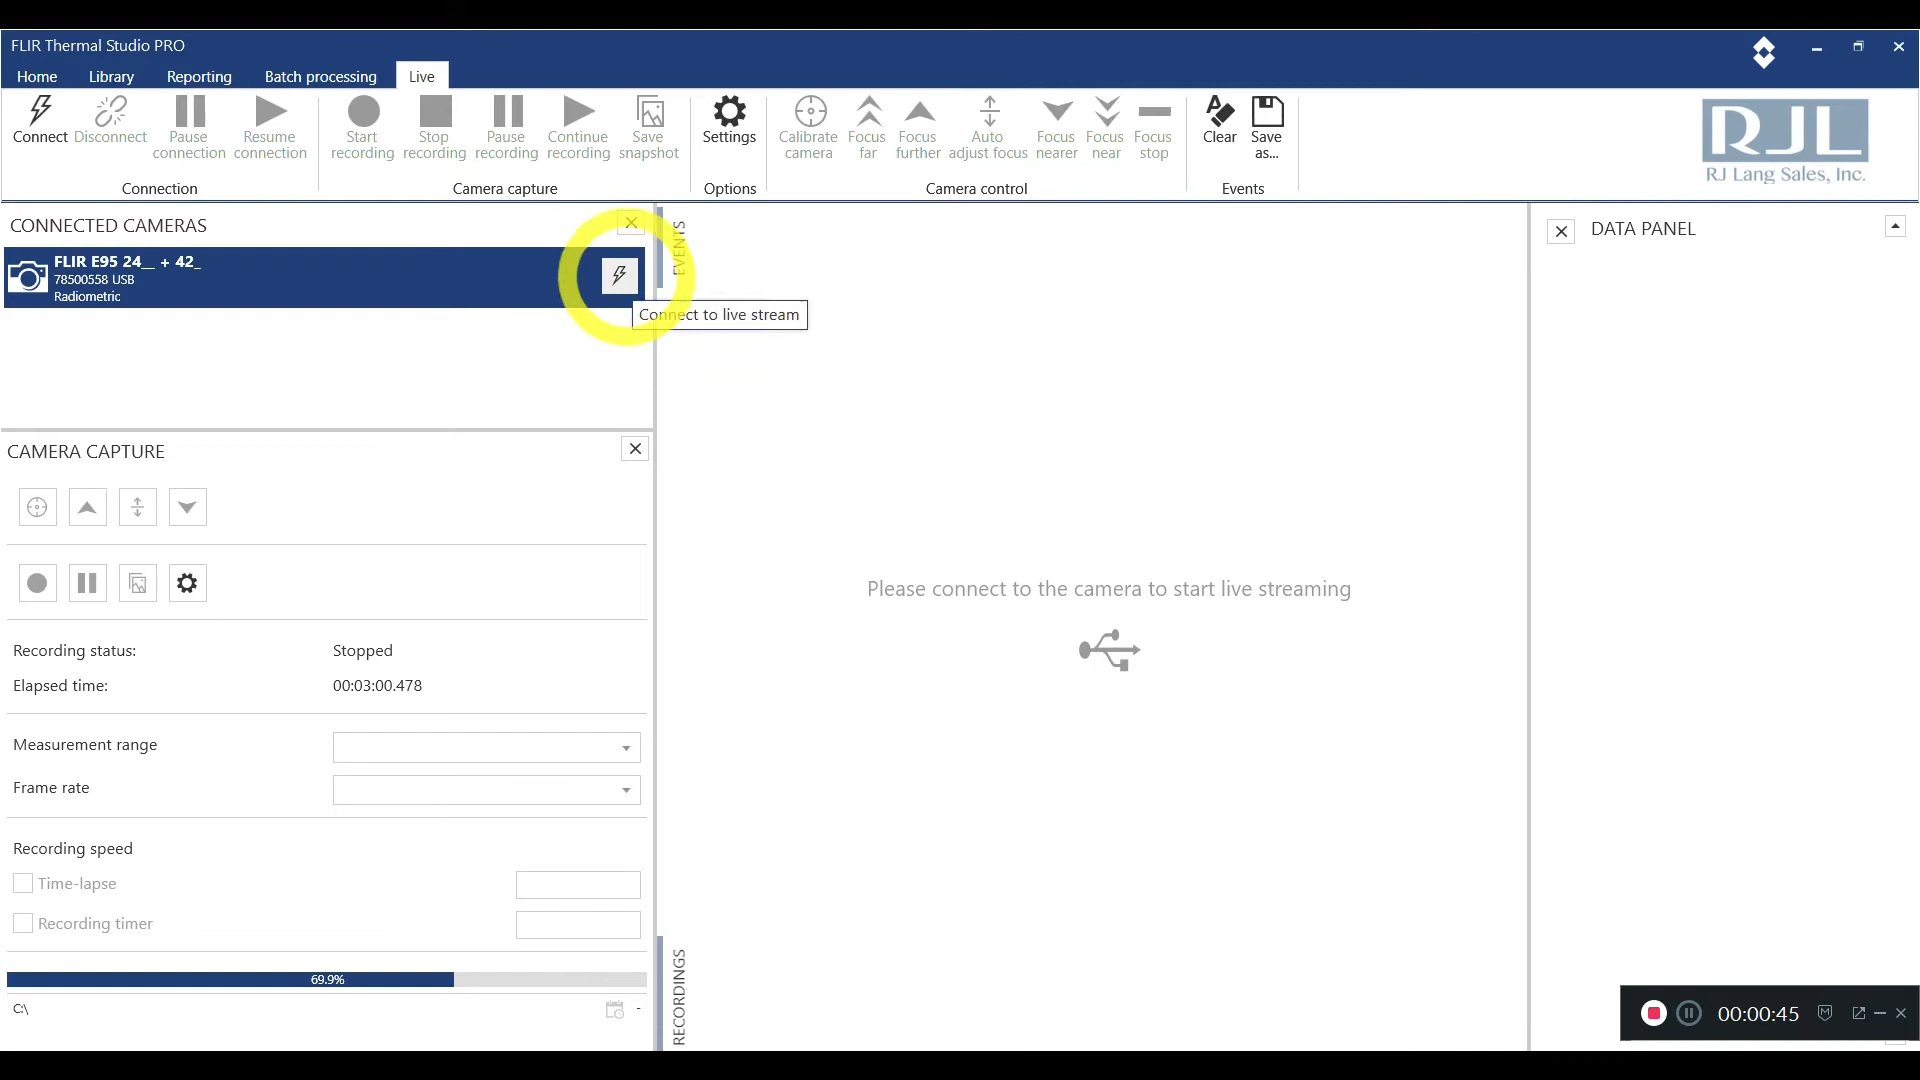 FLIR Thermal Studio PRO
Home Library Reporting Batch processing Live
Connect Disconnect Pause connection Resume connection
Connection
Start recording Stop recording Pause recording Continue recording Save snapshot
Camera capture
Settings
Options
Calibrate camera Focus far Focus further Auto adjust focus Focus nearer Focus near Focus stop
Camera control
Clear Save as...
Events
RJL
RJ Lang Sales, Inc.
CONNECTED CAMERAS
FLIR E95 24__ + 42_
78500558 USB
Radiometric
Connect to live stream
EVENTS
DATA PANEL
CAMERA CAPTURE
Please connect to the camera to start live streaming
Recording status: Stopped
Elapsed time: 00:03:00.478
Measurement range
Frame rate
Recording speed
Time-lapse
Recording timer
69.9%
C:\ -
RECORDINGS
00:00:45